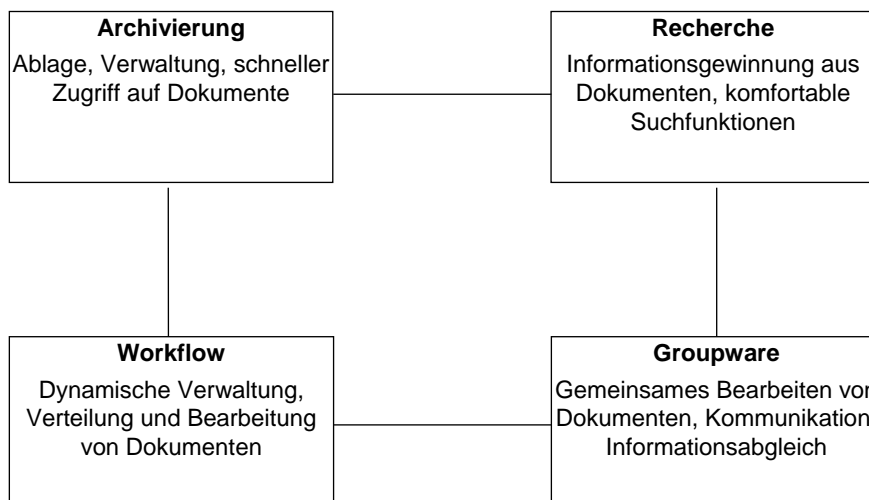 Archivierung
Ablage, Verwaltung, schneller
Zugriff auf Dokumente
Recherche
Informationsgewinnung aus
Dokumenten, komfortable
Suchfunktionen
Workflow
Dynamische Verwaltung,
Verteilung und Bearbeitung
von Dokumenten
Groupware
Gemeinsames Bearbeiten von
Dokumenten, Kommunikation
Informationsabgleich